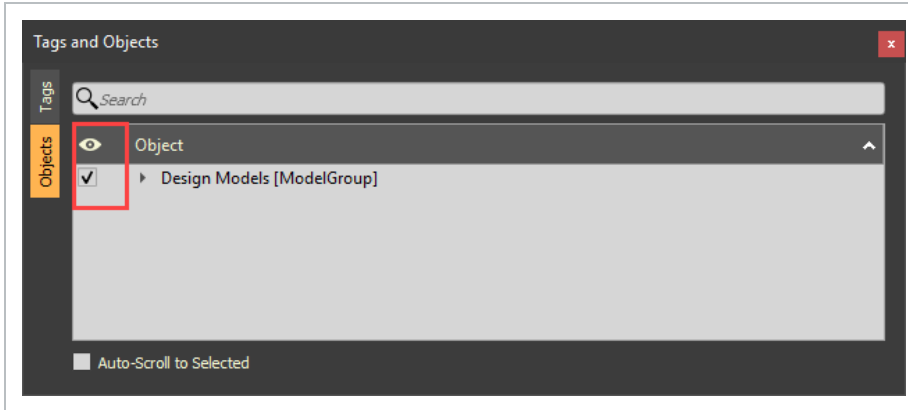 Tags and Objects
x
Tags
Search
Objects
Object
Design Models [ModelGroup]
Auto-Scroll to Selected